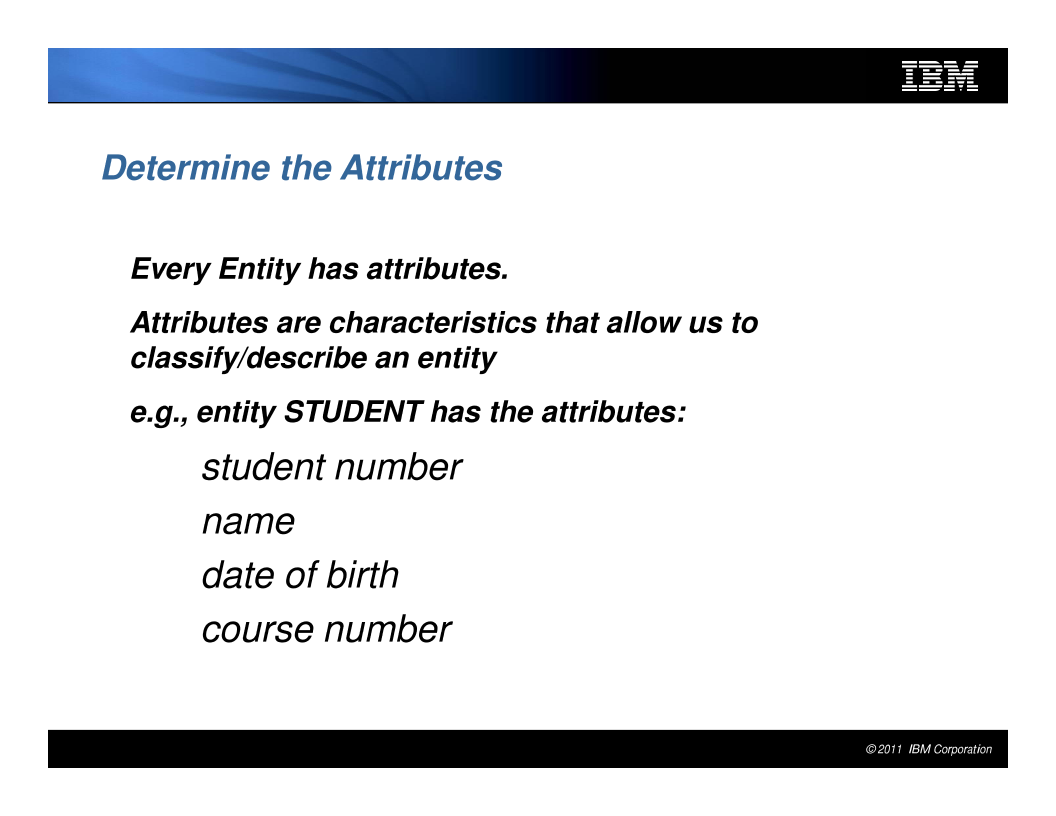 IBM
Determine the Attributes
Every Entity has attributes.
Attributes are characteristics that allow us to
classify/describe an entity
e.g., entity STUDENT has the attributes:
student number
name
date of birth
course number
© 2011 IBM Corporation